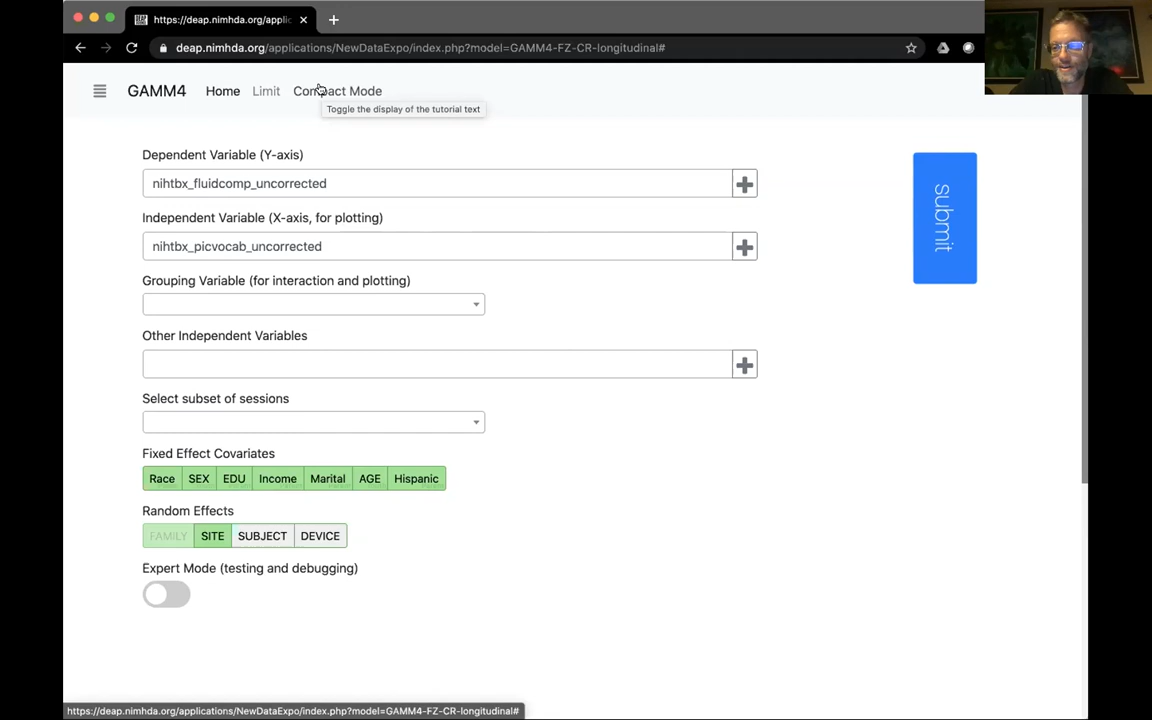 https://deap.nimhda.org/applic
deap.nimhda.org/applications/NewDataExpo/index.php?model=GAMM4-FZ-CR-longitudinal#
GAMM4 Home Limit Compact Mode
Toggle the display of the tutorial text
Dependent Variable (Y-axis)
nihtbx_fluidcomp_uncorrected
submit
Independent Variable (X-axis, for plotting)
nihtbx_picvocab_uncorrected
Grouping Variable (for interaction and plotting)
Other Independent Variables
Select subset of sessions
Fixed Effect Covariates
Race SEX EDU Income Marital AGE Hispanic
Random Effects
FAMILY SITE SUBJECT DEVICE
Expert Mode (testing and debugging)
https://deap.nimhda.org/applications/NewDataExpo/index.php?model=GAMM4-FZ-CR-longitudinal#